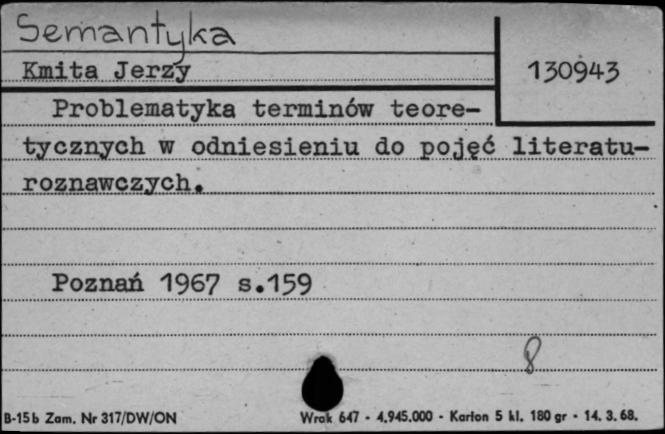 Semantyka
Kmita Jerzy
130943
Problematyka terminów teore-
tycznych w odniesieniu do pojęć literatu-
roznawczych.
Poznań 1967 s.159
8
B-15b Zam. Nr 317/DW/ON
Wrok 647 - 4.945.000 - Karton 5 kl. 180 gr - 14. 3. 68.